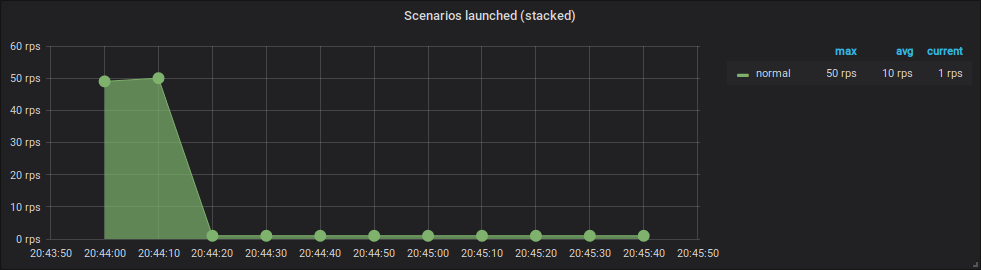 Scenarios launched (stacked)
60 rps
50 rps
40 rps
30 rps
20 rps
10 rps
0 rps
20:43:50 20:44:00 20:44:10 20:44:20 20:44:30 20:44:40 20:44:50 20:45:00 20:45:10 20:45:20 20:45:30 20:45:40 20:45:50
max avg current
normal 50 rps 10 rps 1 rps